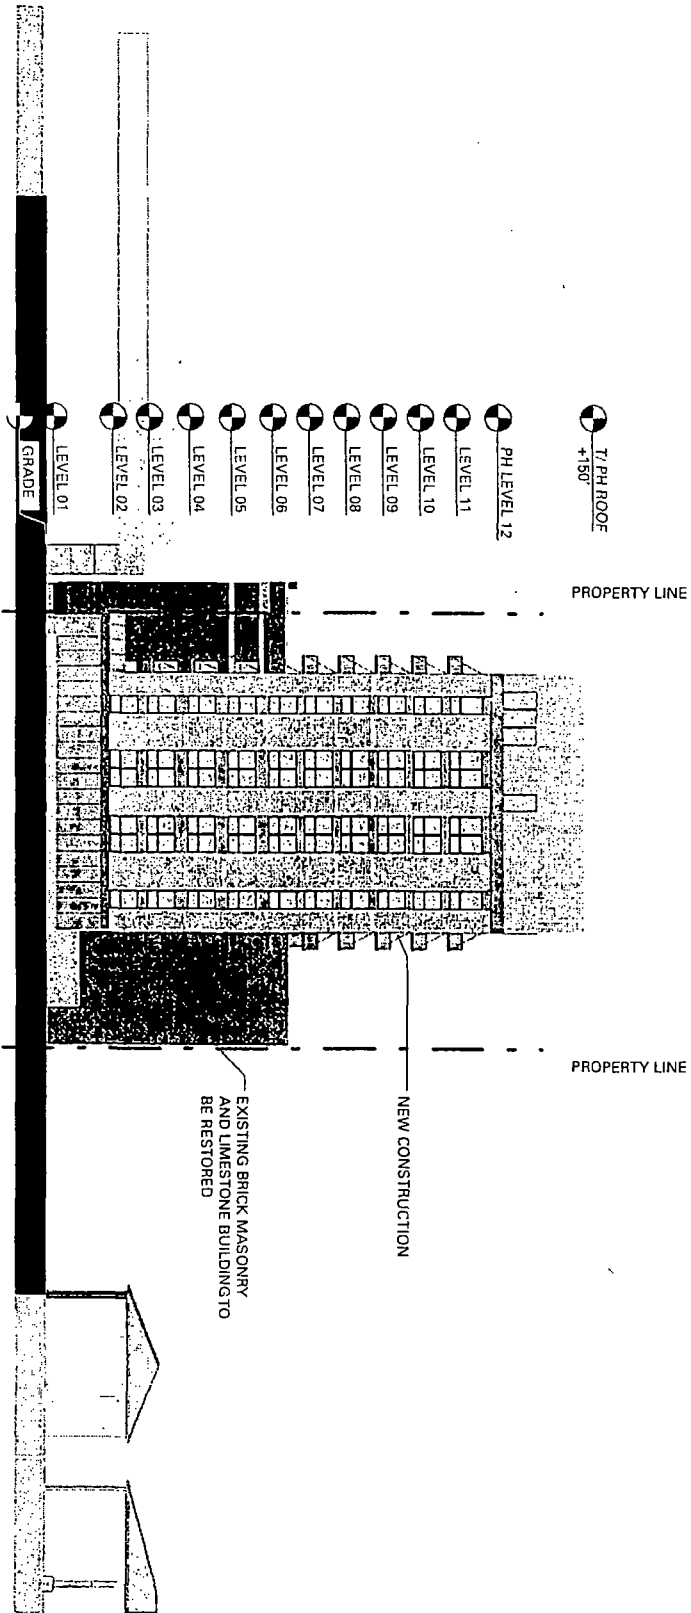 T/ PH ROOF
+150'
PH LEVEL 12
LEVEL 11
LEVEL 10
LEVEL 09
LEVEL 08
LEVEL 07
LEVEL 06
LEVEL 05
LEVEL 04
LEVEL 03
LEVEL 02
LEVEL 01
GRADE
PROPERTY LINE
PROPERTY LINE
NEW CONSTRUCTION
EXISTING BRICK MASONRY
AND LIMESTONE BUILDING TO
BE RESTORED